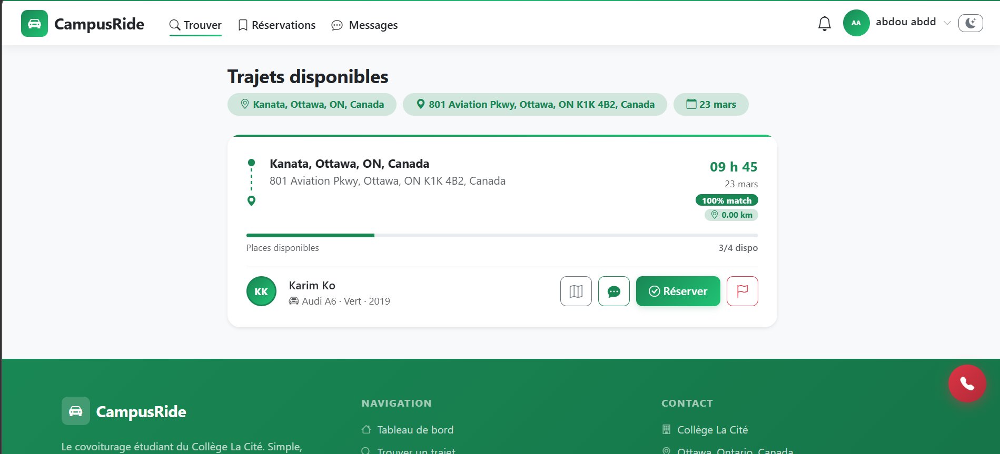 CampusRide
Trouver
Réservations
Messages
AA
abdou abdd
Trajets disponibles
Kanata, Ottawa, ON, Canada
801 Aviation Pkwy, Ottawa, ON K1K 4B2, Canada
23 mars
Kanata, Ottawa, ON, Canada
801 Aviation Pkwy, Ottawa, ON K1K 4B2, Canada
09 h 45
23 mars
100% match
0.00 km
Places disponibles
3/4 dispo
KK
Karim Ko
Audi A6 · Vert · 2019
Réserver
CampusRide
Le covoiturage étudiant du Collège La Cité. Simple,
NAVIGATION
Tableau de bord
Trouver un trajet
CONTACT
Collège La Cité
Ottawa, Ontario, Canada